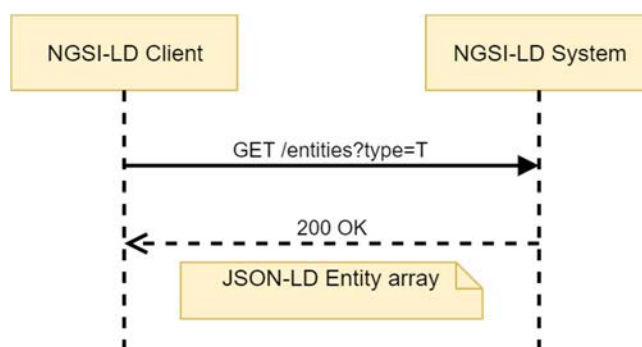 NGSI-LD Client
NGSI-LD System
GET /entities?type=T
200 OK
JSON-LD Entity array